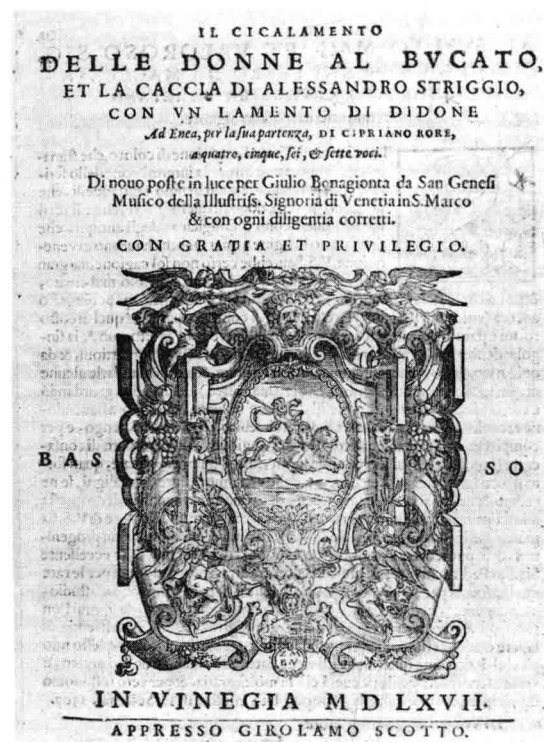 IL CICALAMENTO
DELLE DONNE AL BVCATO,
ET LA CACCIA DI ALESSANDRO STRIGGIO,
CON VN LAMENTO DI DIDONE
Ad Enea, per la sua partenza, DI CIPRIANO RORE,
a quatro, cinque, sei, & sette voci.
Di nouo poste in luce per Giulio Bonagionta da San Genesi
Musico della Illustriss. Signoria di Venetia in S. Marco
& con ogni diligentia corretti.
CON GRATIA ET PRIVILEGIO.
BAS SO
IN VINEGIA MDLXVII.
APPRESSO GIROLAMO SCOTTO.